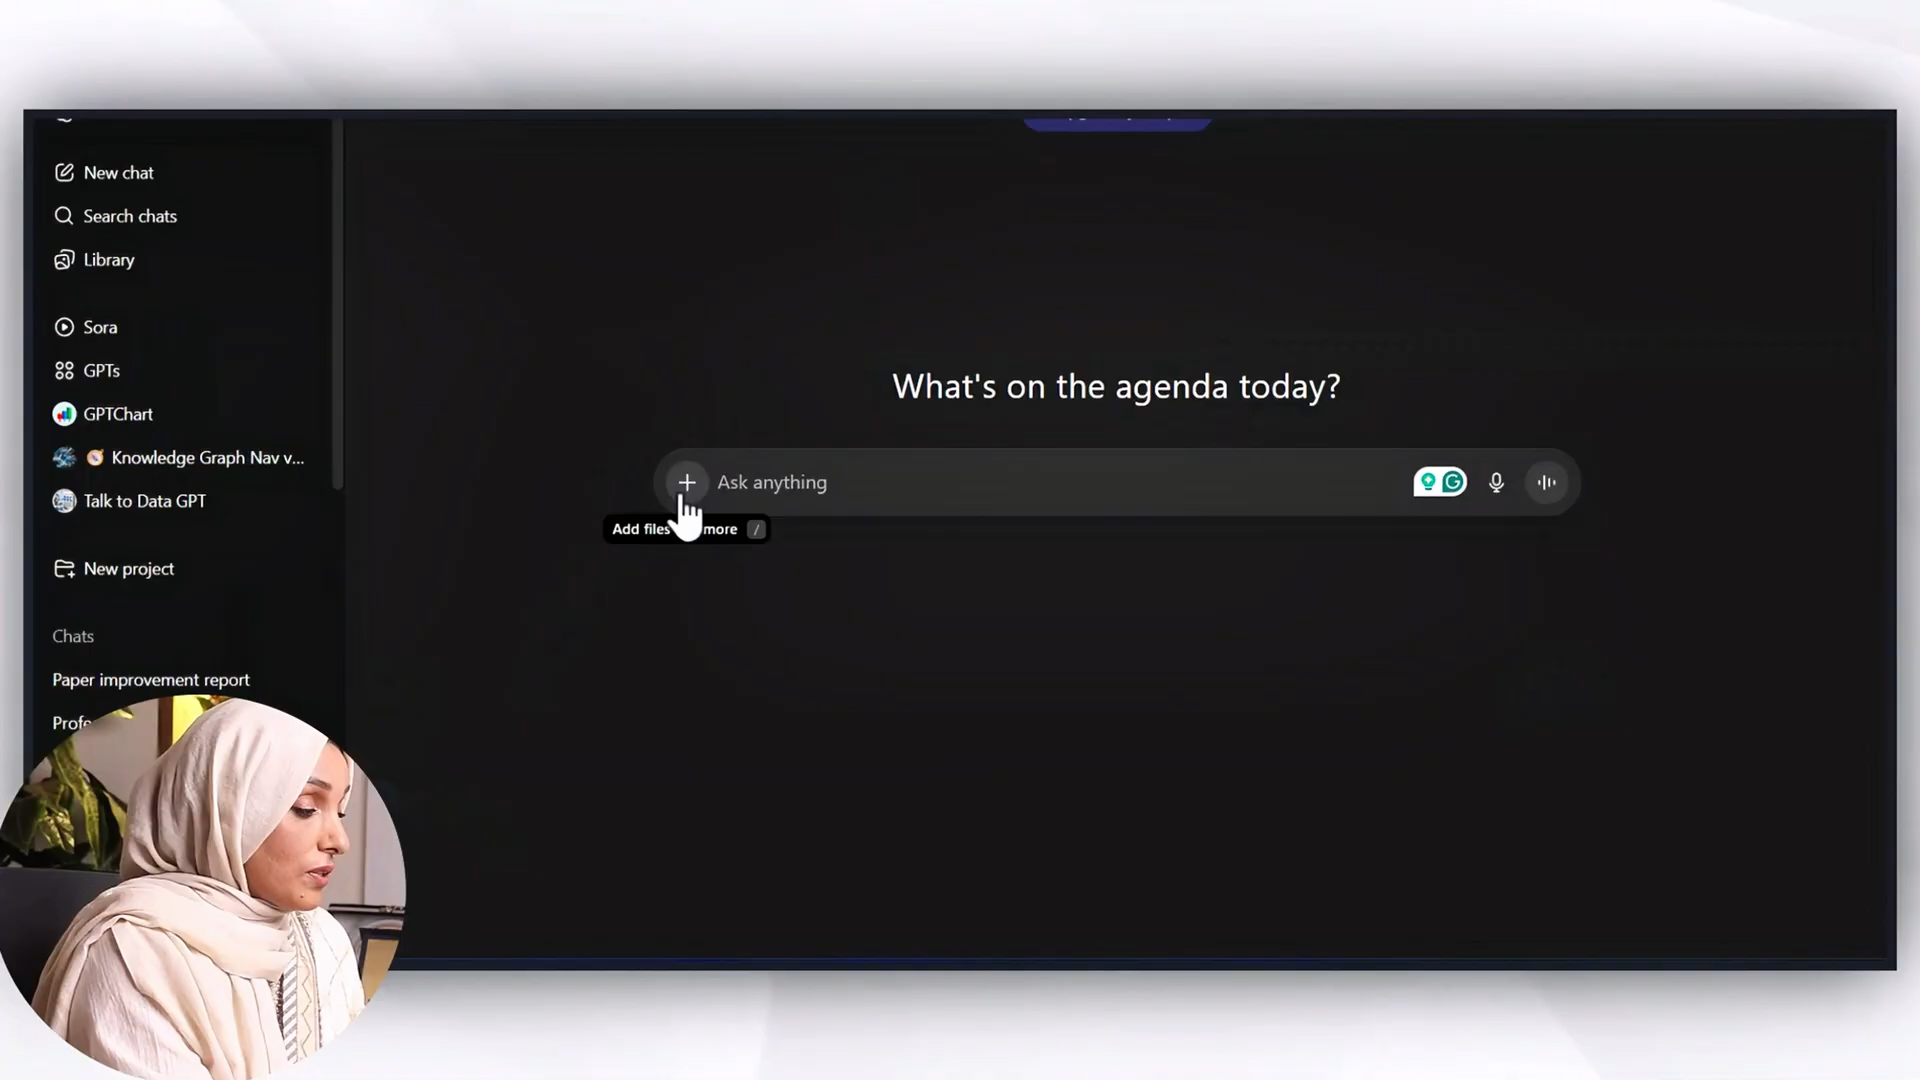 New chat
Search chats
Library
Sora
GPTs
GPTChart
Knowledge Graph Nav v...
Talk to Data GPT
New project
Chats
Paper improvement report
What's on the agenda today?
Ask anything
Add files more /